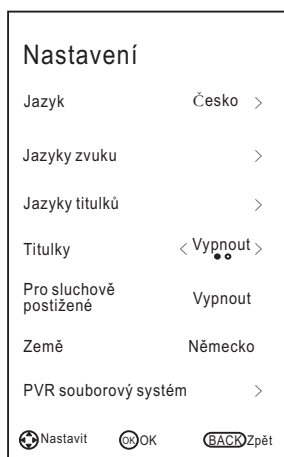 Nastavení
Jazyk Česko >
Jazyky zvuku >
Jazyky titulků >
Titulky < Vypnout >
Pro sluchově
postižené Vypnout
Země Německo
PVR souborový systém >
Nastavit OK OK BACK Zpět